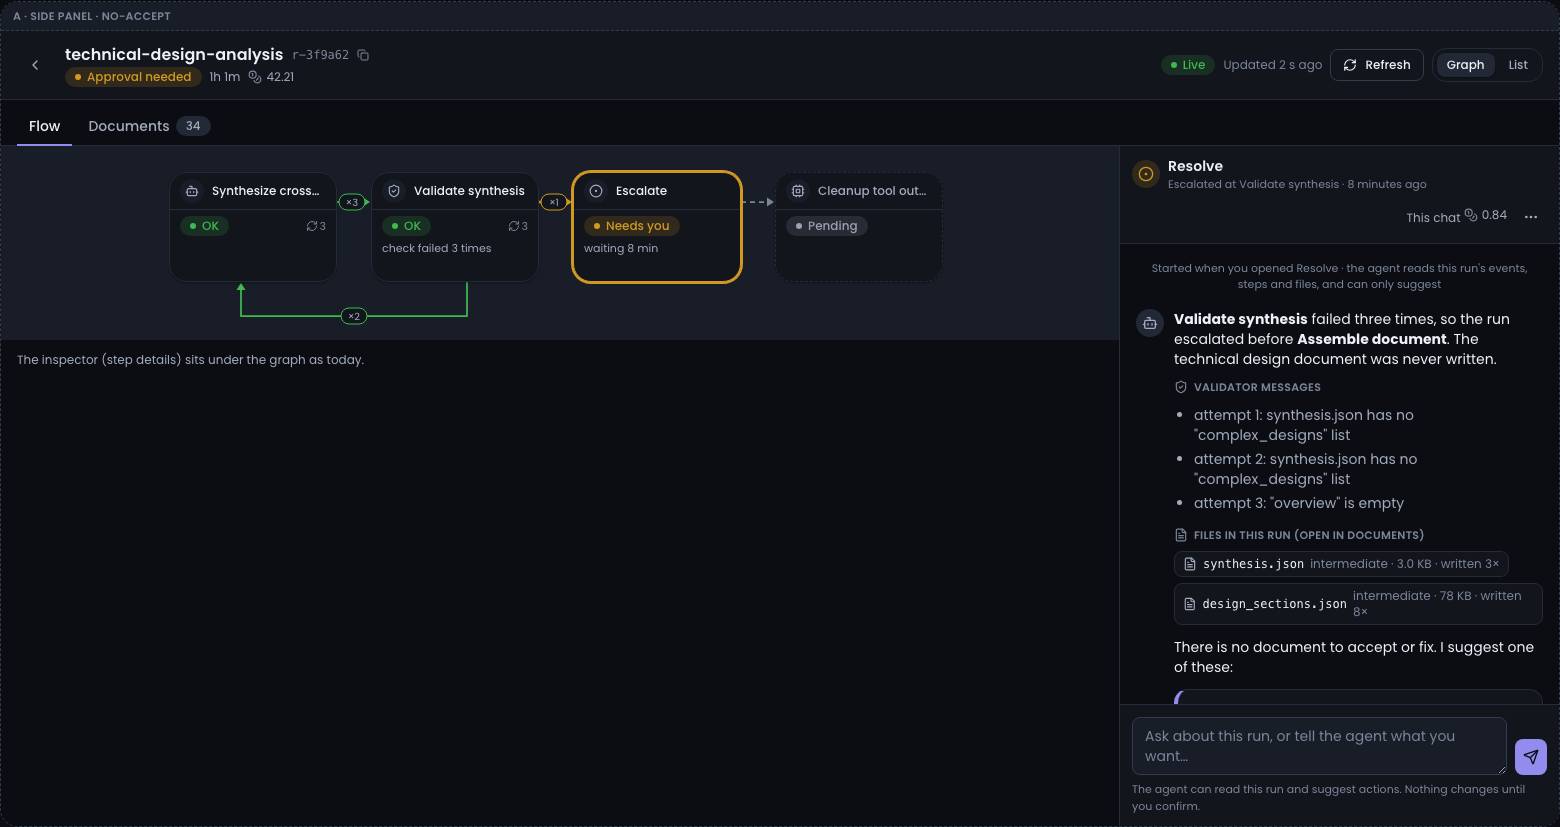 A · SIDE PANEL · NO-ACCEPT
technical-design-analysis r-3f9a62
Approval needed 1h 1m 42.21
Live Updated 2 s ago Refresh Graph List
Flow Documents 34
Synthesize cross…
OK 3
×3
Validate synthesis
OK 3
check failed 3 times
×1
Escalate
Needs you
waiting 8 min
Cleanup tool out…
Pending
×2
The inspector (step details) sits under the graph as today.
Resolve
Escalated at Validate synthesis · 8 minutes ago
This chat 0.84
Started when you opened Resolve · the agent reads this run's events,
steps and files, and can only suggest
Validate synthesis failed three times, so the run
escalated before Assemble document. The
technical design document was never written.
VALIDATOR MESSAGES
• attempt 1: synthesis.json has no
"complex_designs" list
• attempt 2: synthesis.json has no
"complex_designs" list
• attempt 3: "overview" is empty
FILES IN THIS RUN (OPEN IN DOCUMENTS)
synthesis.json intermediate · 3.0 KB · written 3×
design_sections.json intermediate · 78 KB · written
8×
There is no document to accept or fix. I suggest one
of these:
Ask about this run, or tell the agent what you
want…
The agent can read this run and suggest actions. Nothing changes until
you confirm.